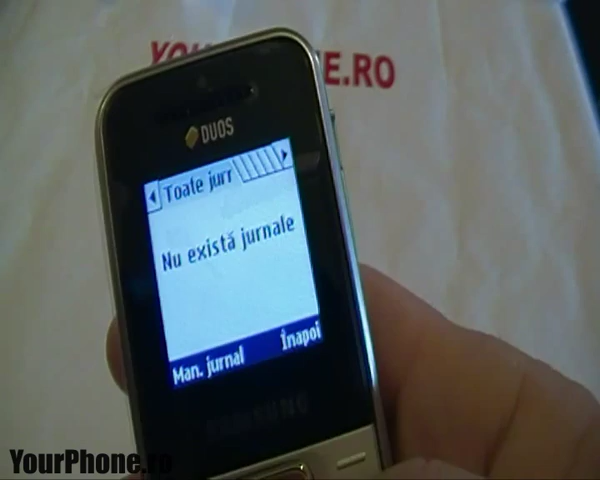 YOU
E.RO
DUOS
Toate jurr
Nu există jurnale
Man. jurnal
Înapoi
SAMSUNG
YourPhone.ro